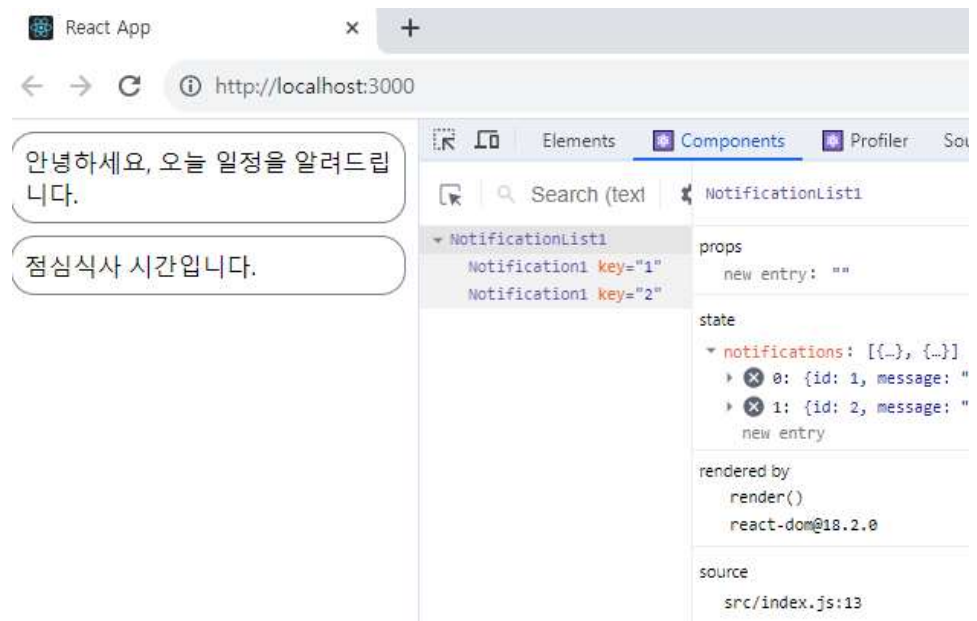 React App
http://localhost:3000
안녕하세요, 오늘 일정을 알려드립
니다.
점심식사 시간입니다.
Elements Components Profiler Sou
Search (text
NotificationList1
Notification1 key="1"
Notification1 key="2"
NotificationList1
props
new entry: ""
state
notifications: [{…}, {…}]
0: {id: 1, message: "
1: {id: 2, message: "
new entry
rendered by
render()
react-dom@18.2.0
source
src/index.js:13